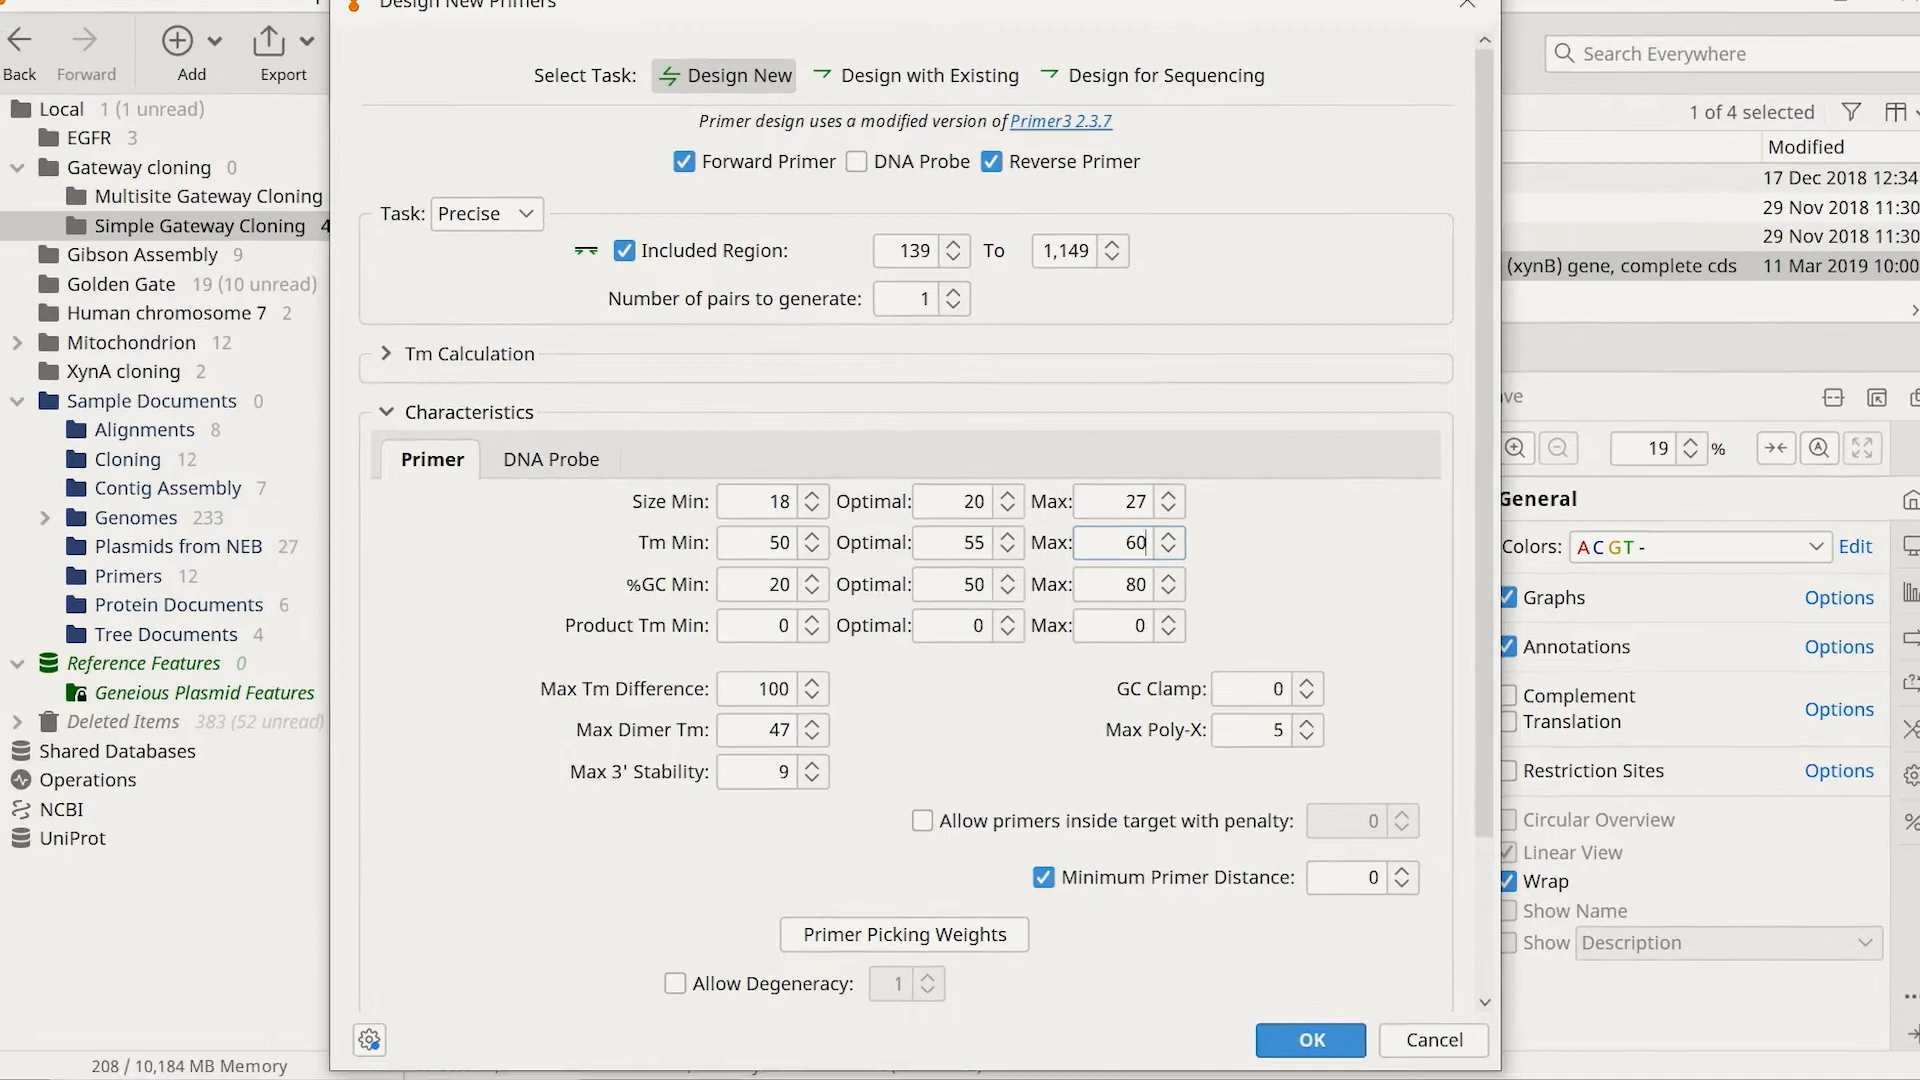 Design New Primers
Back
Forward
Add
Export
Search Everywhere
Local 1 (1 unread)
EGFR 3
Gateway cloning 0
Multisite Gateway Cloning
Simple Gateway Cloning 4
Gibson Assembly 9
Golden Gate 19 (10 unread)
Human chromosome 7 2
Mitochondrion 12
XynA cloning 2
Sample Documents 0
Alignments 8
Cloning 12
Contig Assembly 7
Genomes 233
Plasmids from NEB 27
Primers 12
Protein Documents 6
Tree Documents 4
Reference Features 0
Geneious Plasmid Features
Deleted Items 383 (52 unread)
Shared Databases
Operations
NCBI
UniProt
208 / 10,184 MB Memory
Select Task: Design New Design with Existing Design for Sequencing
Primer design uses a modified version of Primer3 2.3.7
Forward Primer DNA Probe Reverse Primer
Task: Precise
Included Region: 139 To 1,149
Number of pairs to generate: 1
Tm Calculation
Characteristics
Primer DNA Probe
Size Min: 18 Optimal: 20 Max: 27
Tm Min: 50 Optimal: 55 Max: 60
%GC Min: 20 Optimal: 50 Max: 80
Product Tm Min: 0 Optimal: 0 Max: 0
Max Tm Difference: 100 GC Clamp: 0
Max Dimer Tm: 47 Max Poly-X: 5
Max 3' Stability: 9
Allow primers inside target with penalty: 0
Minimum Primer Distance: 0
Primer Picking Weights
Allow Degeneracy: 1
OK Cancel
1 of 4 selected
Modified
17 Dec 2018 12:34
29 Nov 2018 11:30
29 Nov 2018 11:30
(xynB) gene, complete cds 11 Mar 2019 10:00
ve
19 %
General
Colors: A C G T - Edit
Graphs Options
Annotations Options
Complement
Translation Options
Restriction Sites Options
Circular Overview
Linear View
Wrap
Show Name
Show Description